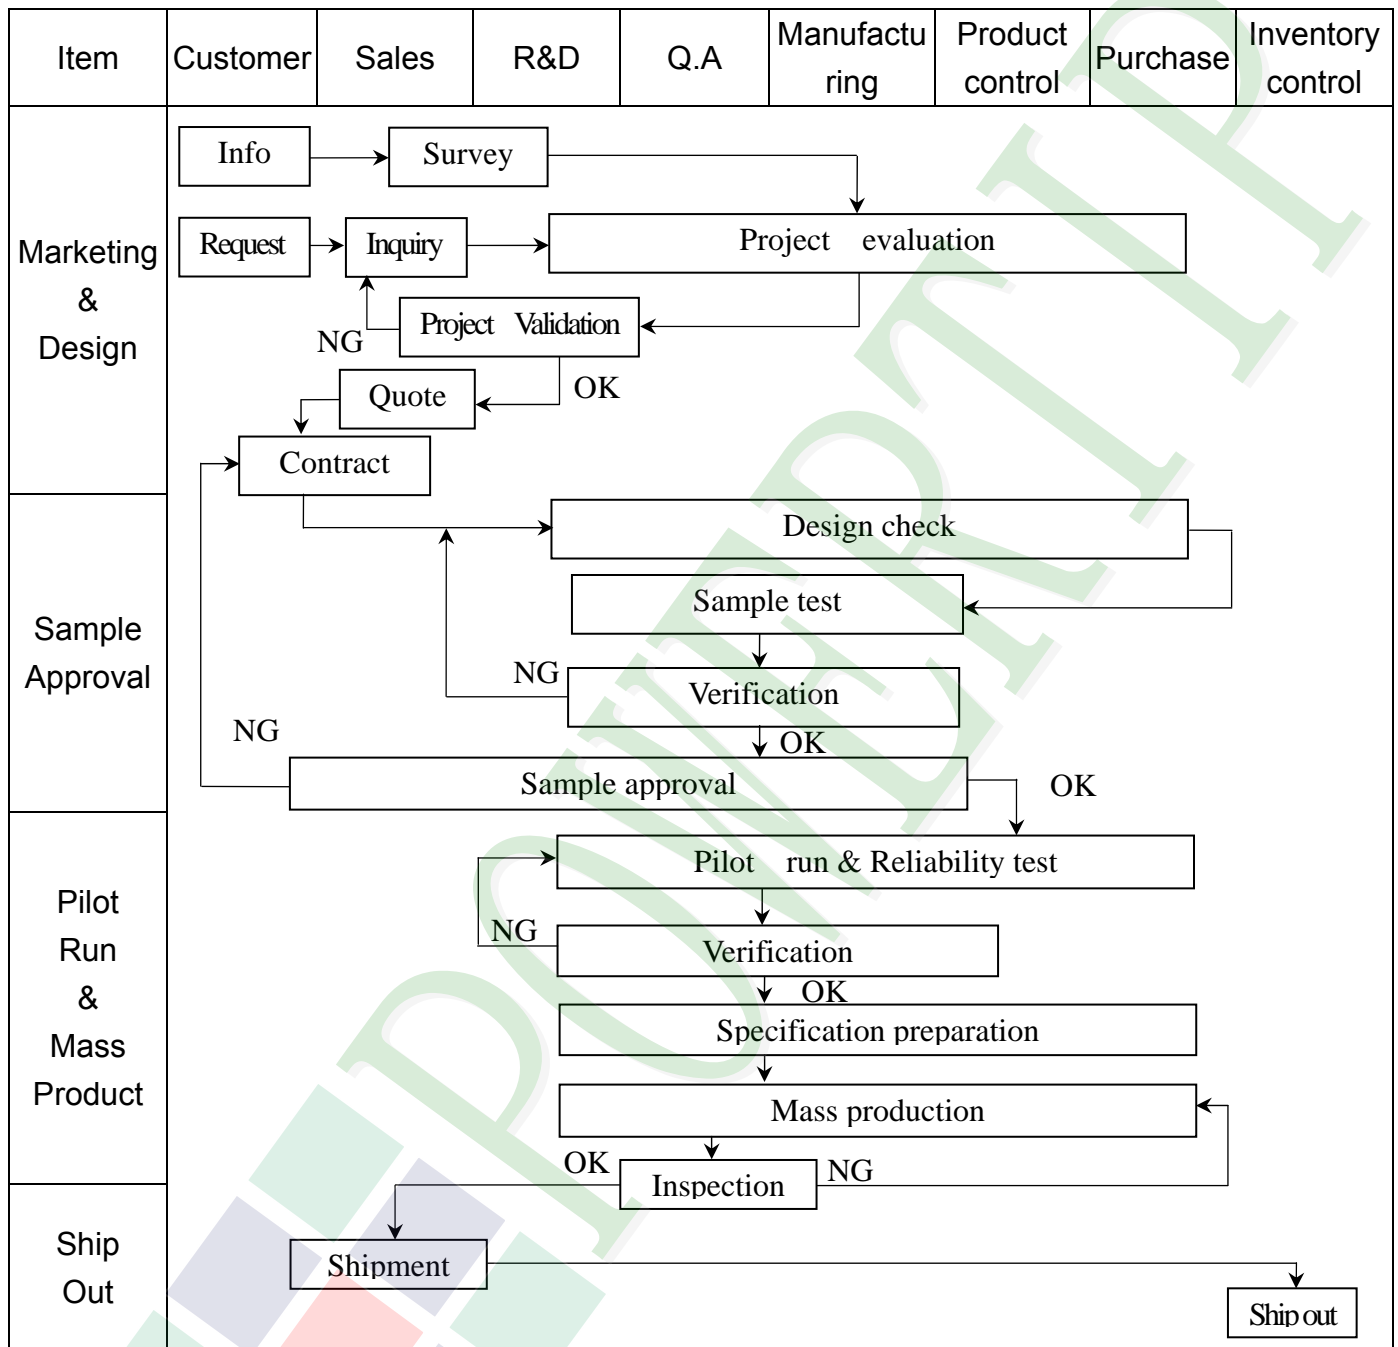 Item
Customer
Sales
R&D
Q.A
Manufactu
ring
Product
control
Purchase
Inventory
control
Marketing
&
Design
Info
Survey
Request
Inquiry
Project evaluation
Project Validation
NG
OK
Quote
Contract
Sample
Approval
Design check
Sample test
NG
Verification
NG
OK
Sample approval
OK
Pilot
Run
&
Mass
Product
Pilot run & Reliability test
NG
Verification
OK
Specification preparation
Mass production
OK
Inspection
NG
Ship
Out
Shipment
Ship out
POWERTIP